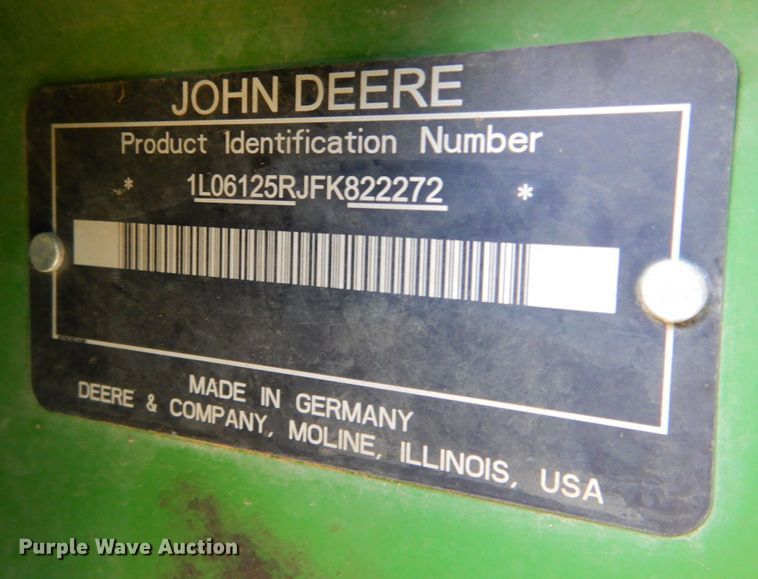 JOHN DEERE
Product Identification Number
* 1L06125RJFK822272 *
MADE IN GERMANY
DEERE & COMPANY, MOLINE, ILLINOIS, USA
Purple Wave Auction